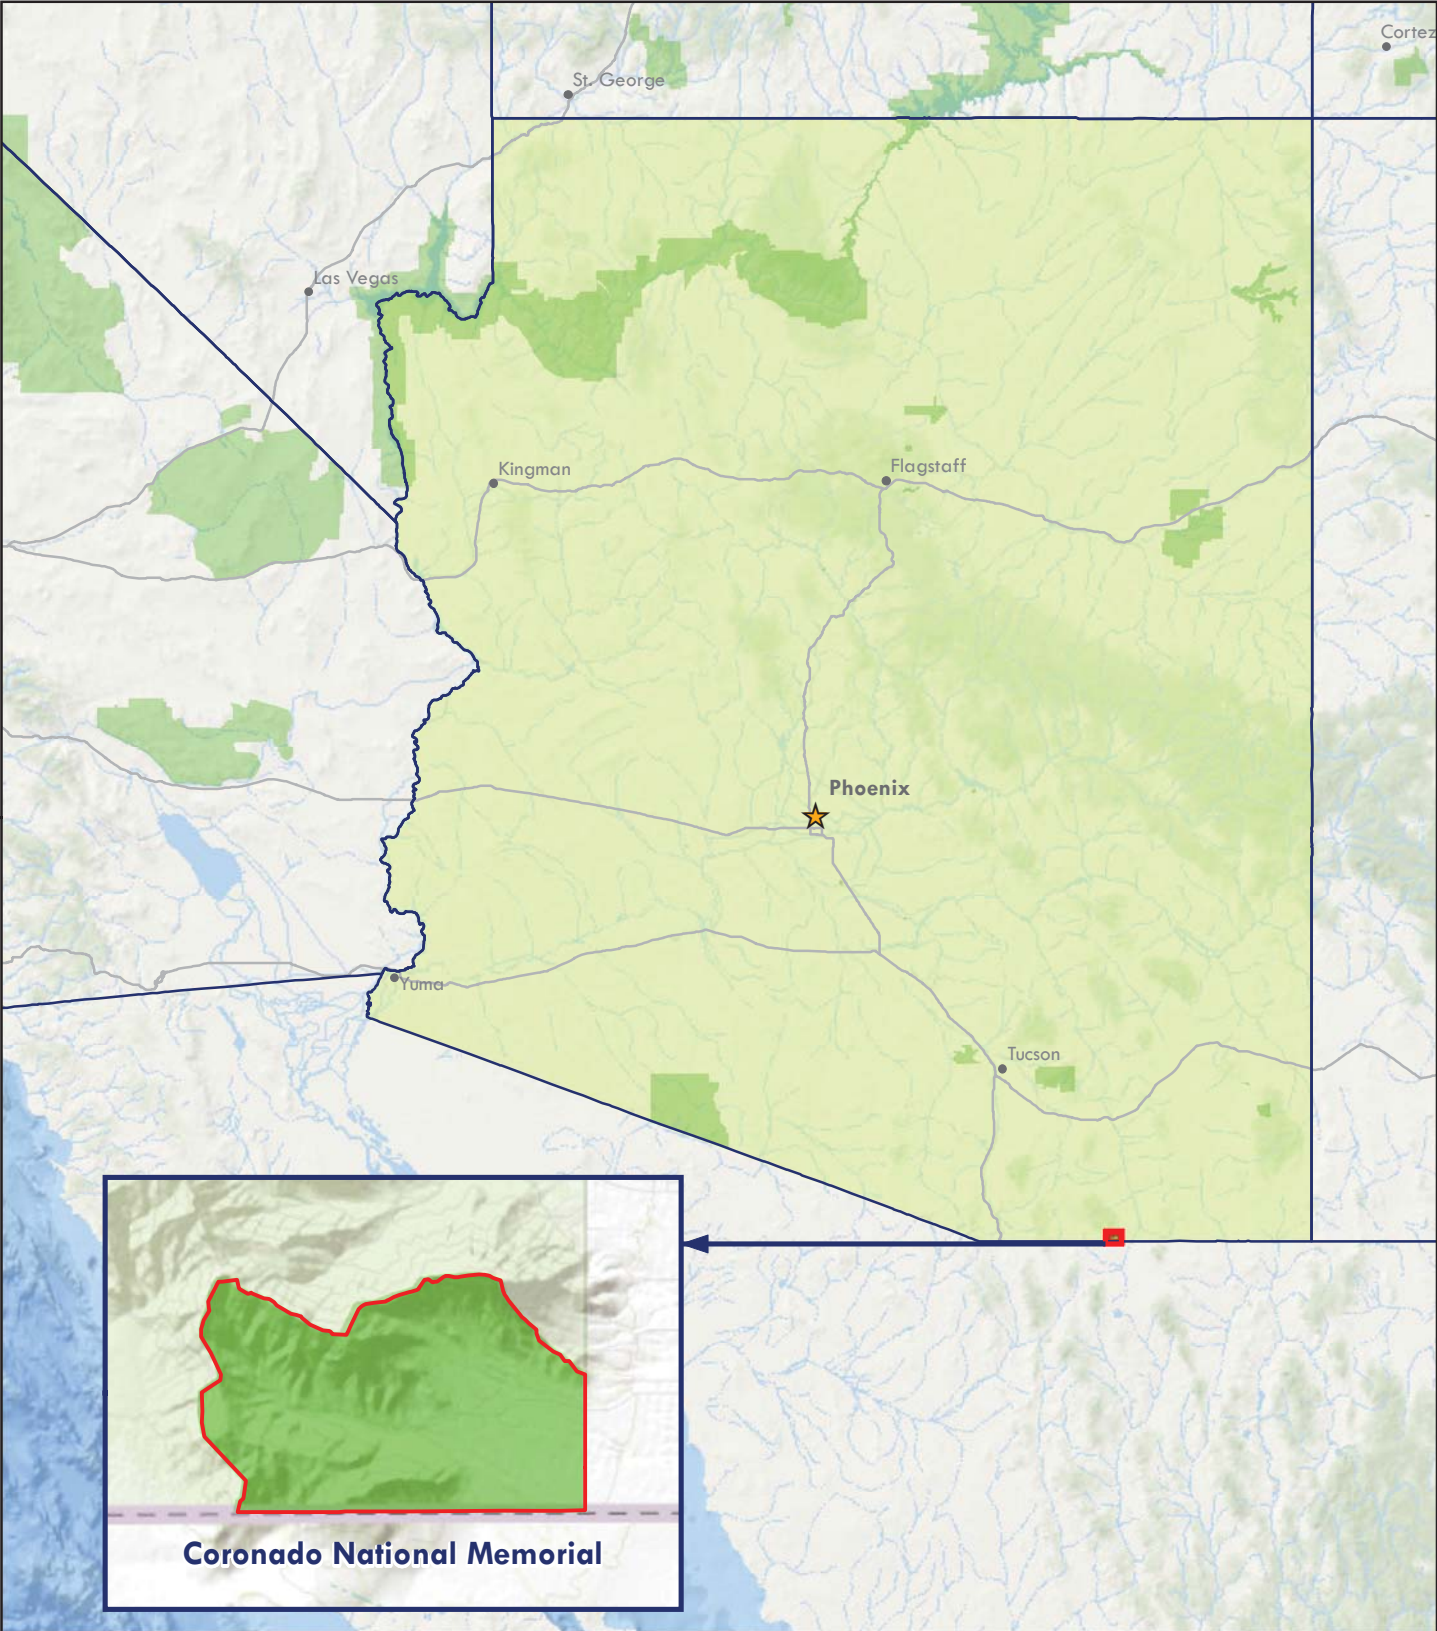 Cortez
St. George
Las Vegas
Kingman
Flagstaff
Phoenix
Yuma
Tucson
Coronado National Memorial